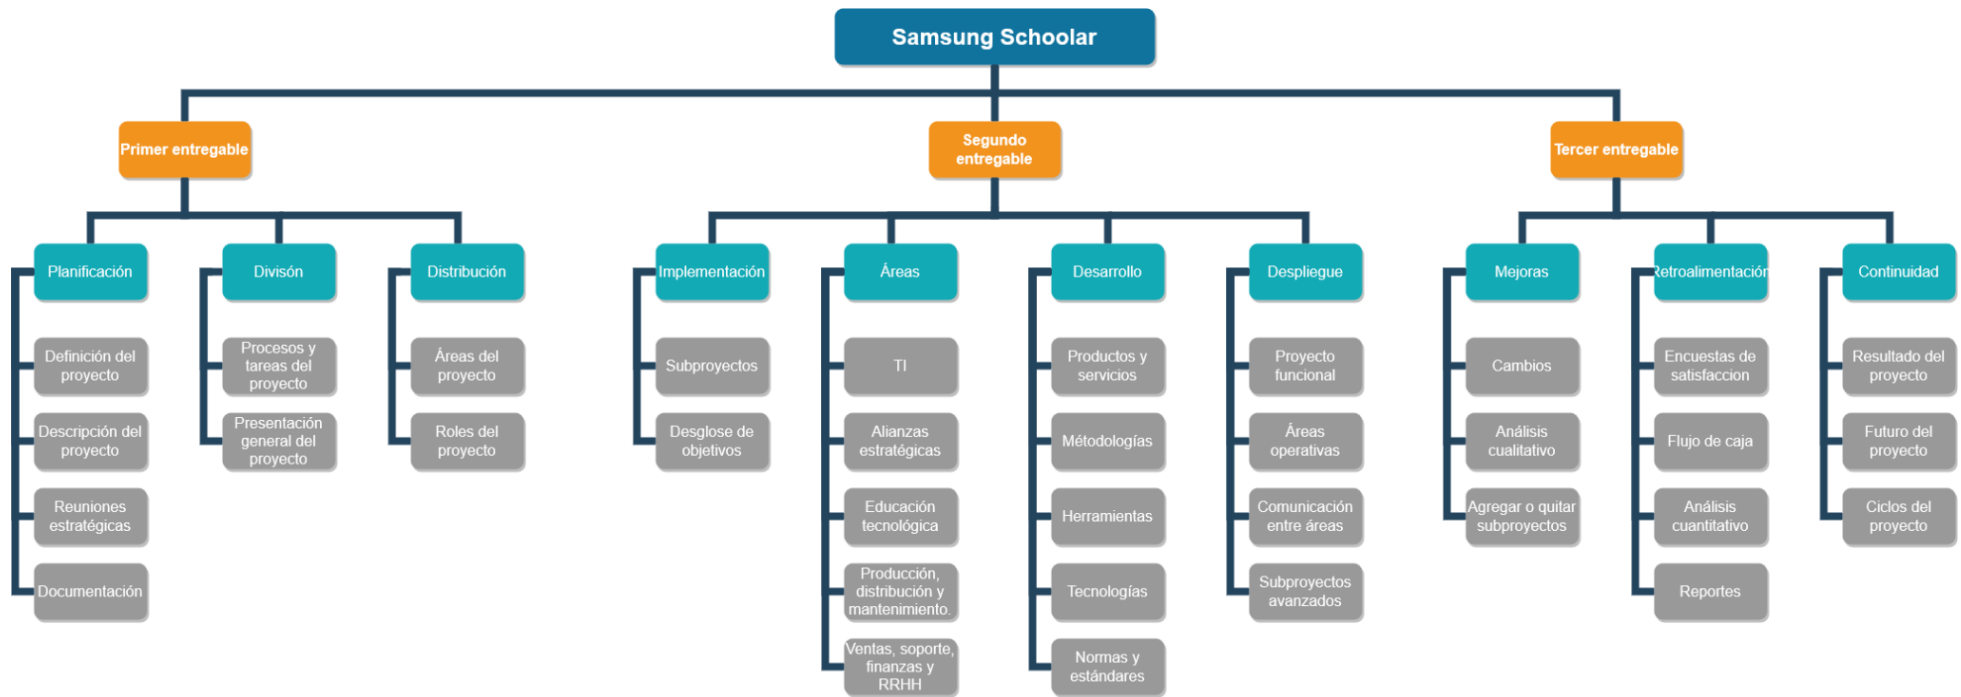 Samsung Schoolar
Primer entregable
Segundo
entregable
Tercer entregable
Planificación
Divisón
Distribución
Implementación
Áreas
Desarrollo
Despliegue
Mejoras
Retroalimentación
Continuidad
Definición del
proyecto
Procesos y
tareas del
proyecto
Áreas del
proyecto
Subproyectos
TI
Productos y
servicios
Proyecto
funcional
Cambios
Encuestas de
satisfaccion
Resultado del
proyecto
Descripción del
proyecto
Presentación
general del
proyecto
Roles del
proyecto
Desglose de
objetivos
Alianzas
estratégicas
Métodologías
Áreas
operativas
Análisis
cualitativo
Flujo de caja
Futuro del
proyecto
Reuniones
estratégicas
Educación
tecnológica
Herramientas
Comunicación
entre áreas
Agregar o quitar
subproyectos
Análisis
cuantitativo
Ciclos del
proyecto
Documentación
Producción,
distribución y
mantenimiento.
Tecnologías
Subproyectos
avanzados
Reportes
Ventas, soporte,
finanzas y
RRHH
Normas y
estándares